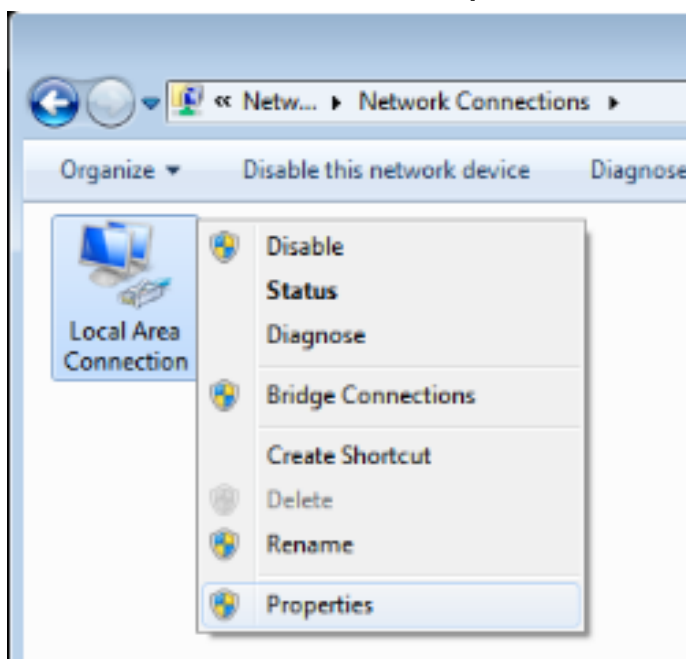 « Netw... ▸ Network Connections ▸
Organize ▾ Disable this network device Diagnose
Disable
Status
Diagnose
Bridge Connections
Create Shortcut
Delete
Rename
Properties
Local Area
Connection